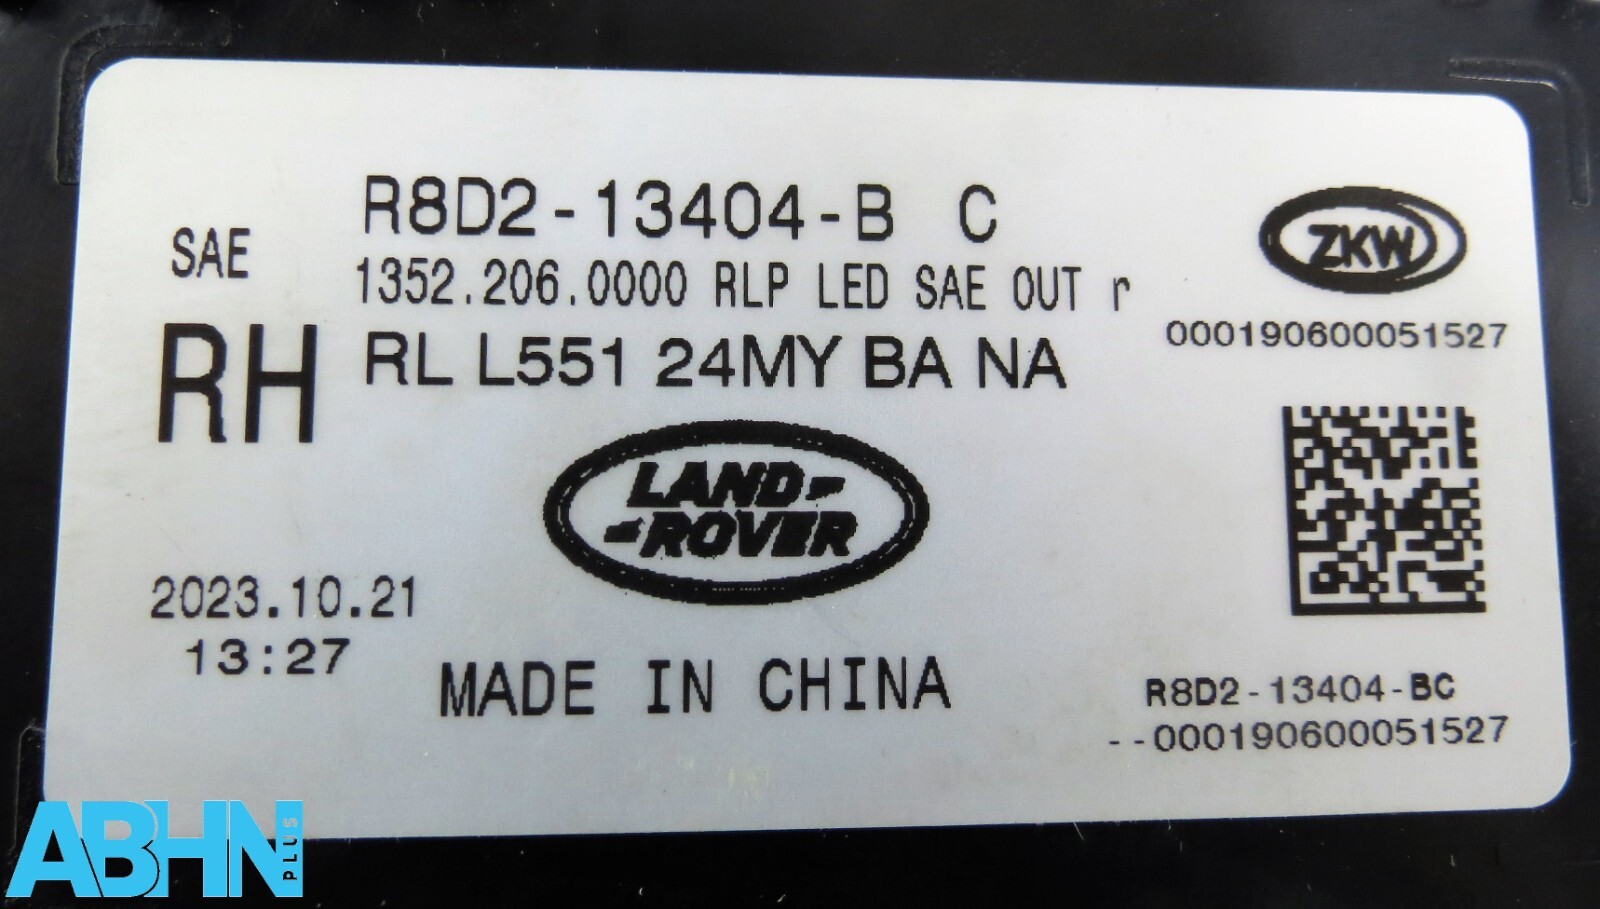 R8D2-13404-B C
SAE
1352.206.0000 RLP LED SAE OUT r
ZKW
RH
RL L551 24MY BA NA
000190600051527
LAND-
-ROVER
2023.10.21
13:27
MADE IN CHINA
R8D2-13404-BC
--000190600051527
ABHN
PLUS